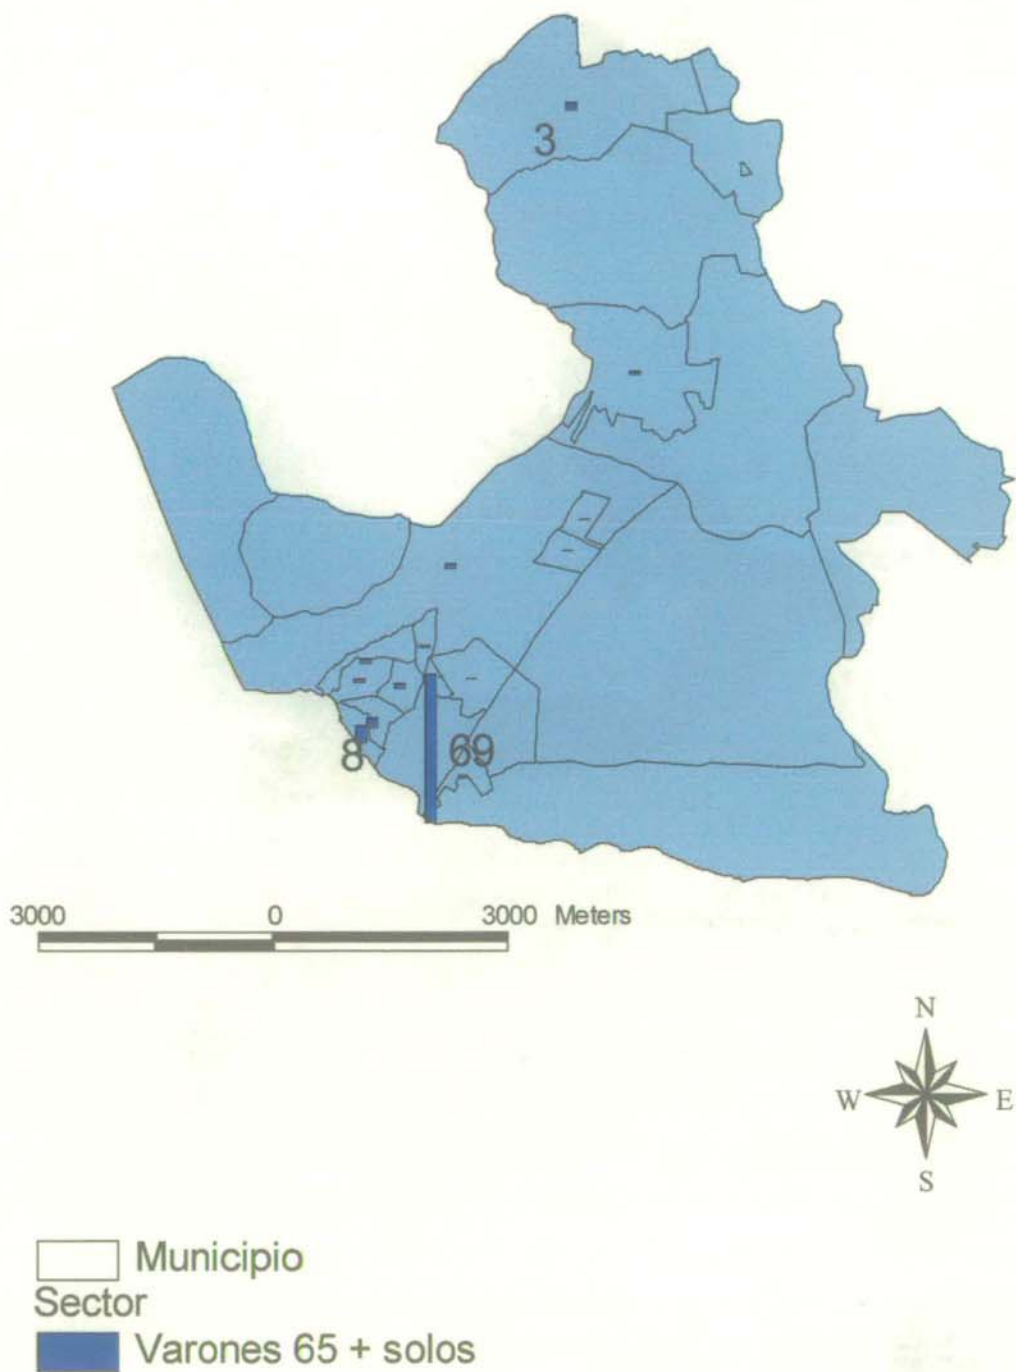 3
8
69
3000 0 3000 Meters
N
W E
S
Municipio
Sector
Varones 65 + solos